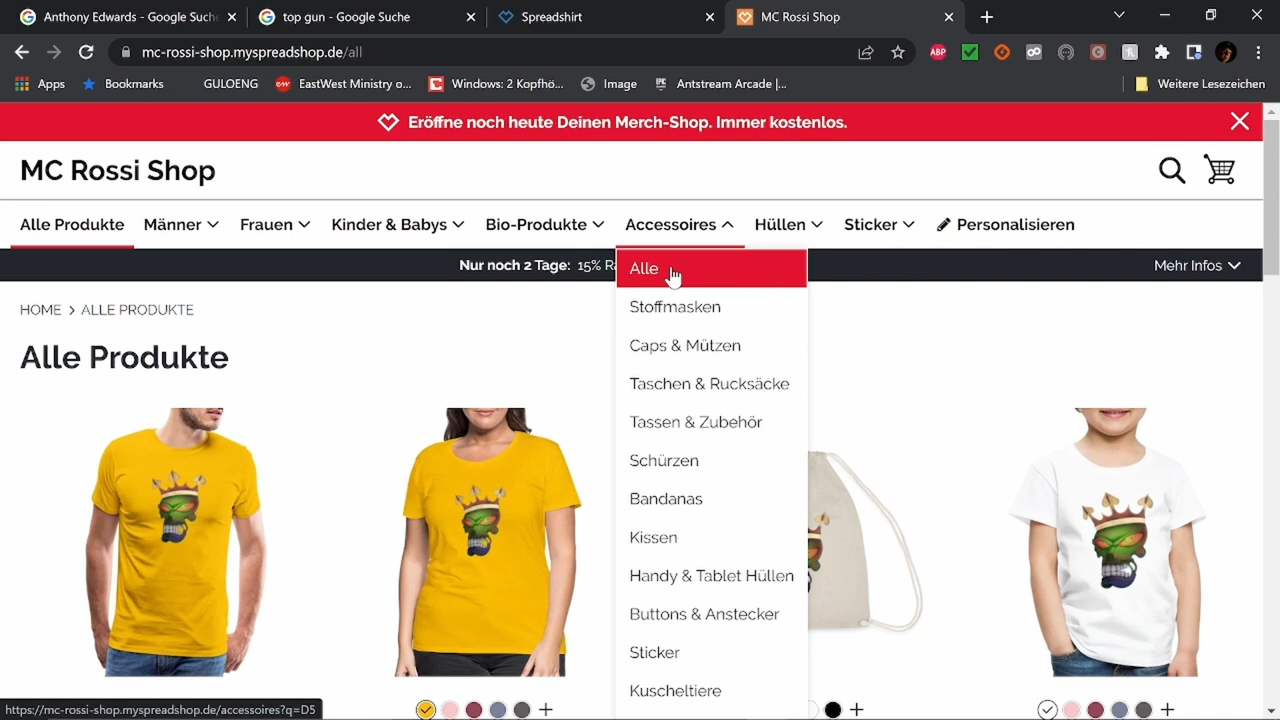 Anthony Edwards - Google Suche
top gun - Google Suche
Spreadshirt
MC Rossi Shop
mc-rossi-shop.myspreadshop.de/all
ABP
Apps
Bookmarks
GULOENG
EastWest Ministry o...
Windows: 2 Kopfhö...
Image
Antstream Arcade |...
Weitere Lesezeichen
Eröffne noch heute Deinen Merch-Shop. Immer kostenlos.
MC Rossi Shop
Alle Produkte
Männer
Frauen
Kinder & Babys
Bio-Produkte
Accessoires
Hüllen
Sticker
Personalisieren
Nur noch 2 Tage: 15% Ra
Mehr Infos
HOME > ALLE PRODUKTE
Alle Produkte
Alle
Stoffmasken
Caps & Mützen
Taschen & Rucksäcke
Tassen & Zubehör
Schürzen
Bandanas
Kissen
Handy & Tablet Hüllen
Buttons & Anstecker
Sticker
Kuscheltiere
https://mc-rossi-shop.myspreadshop.de/accessoires?q=D5